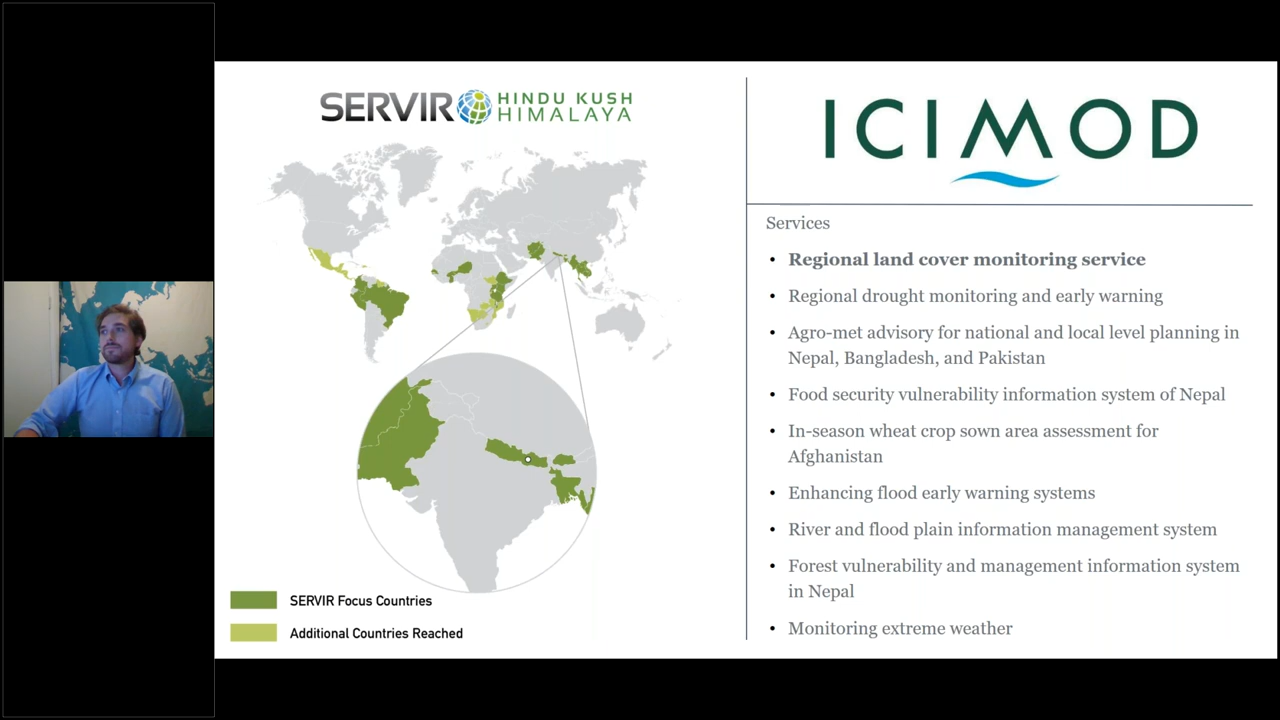 SERVIR HINDU KUSH
HIMALAYA
SERVIR Focus Countries
Additional Countries Reached
ICIMOD
Services
• Regional land cover monitoring service
• Regional drought monitoring and early warning
• Agro-met advisory for national and local level planning in
Nepal, Bangladesh, and Pakistan
• Food security vulnerability information system of Nepal
• In-season wheat crop sown area assessment for
Afghanistan
• Enhancing flood early warning systems
• River and flood plain information management system
• Forest vulnerability and management information system
in Nepal
• Monitoring extreme weather